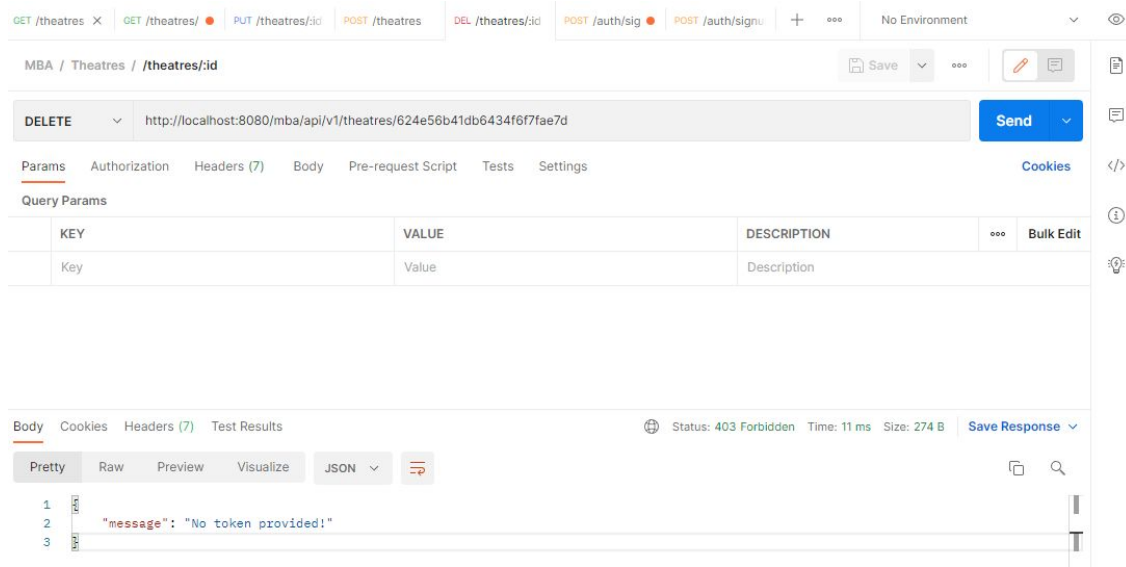 GET /theatres GET /theatres/ PUT /theatres/:id POST /theatres DEL /theatres/:id POST /auth/sig POST /auth/signu No Environment
MBA / Theatres / /theatres/:id Save
DELETE http://localhost:8080/mba/api/v1/theatres/624e56b41db6434f6f7fae7d Send
Params Authorization Headers (7) Body Pre-request Script Tests Settings Cookies
Query Params
KEY VALUE DESCRIPTION Bulk Edit
Key Value Description
Body Cookies Headers (7) Test Results Status: 403 Forbidden Time: 11 ms Size: 274 B Save Response
Pretty Raw Preview Visualize JSON
1 {
2 "message": "No token provided!"
3 }